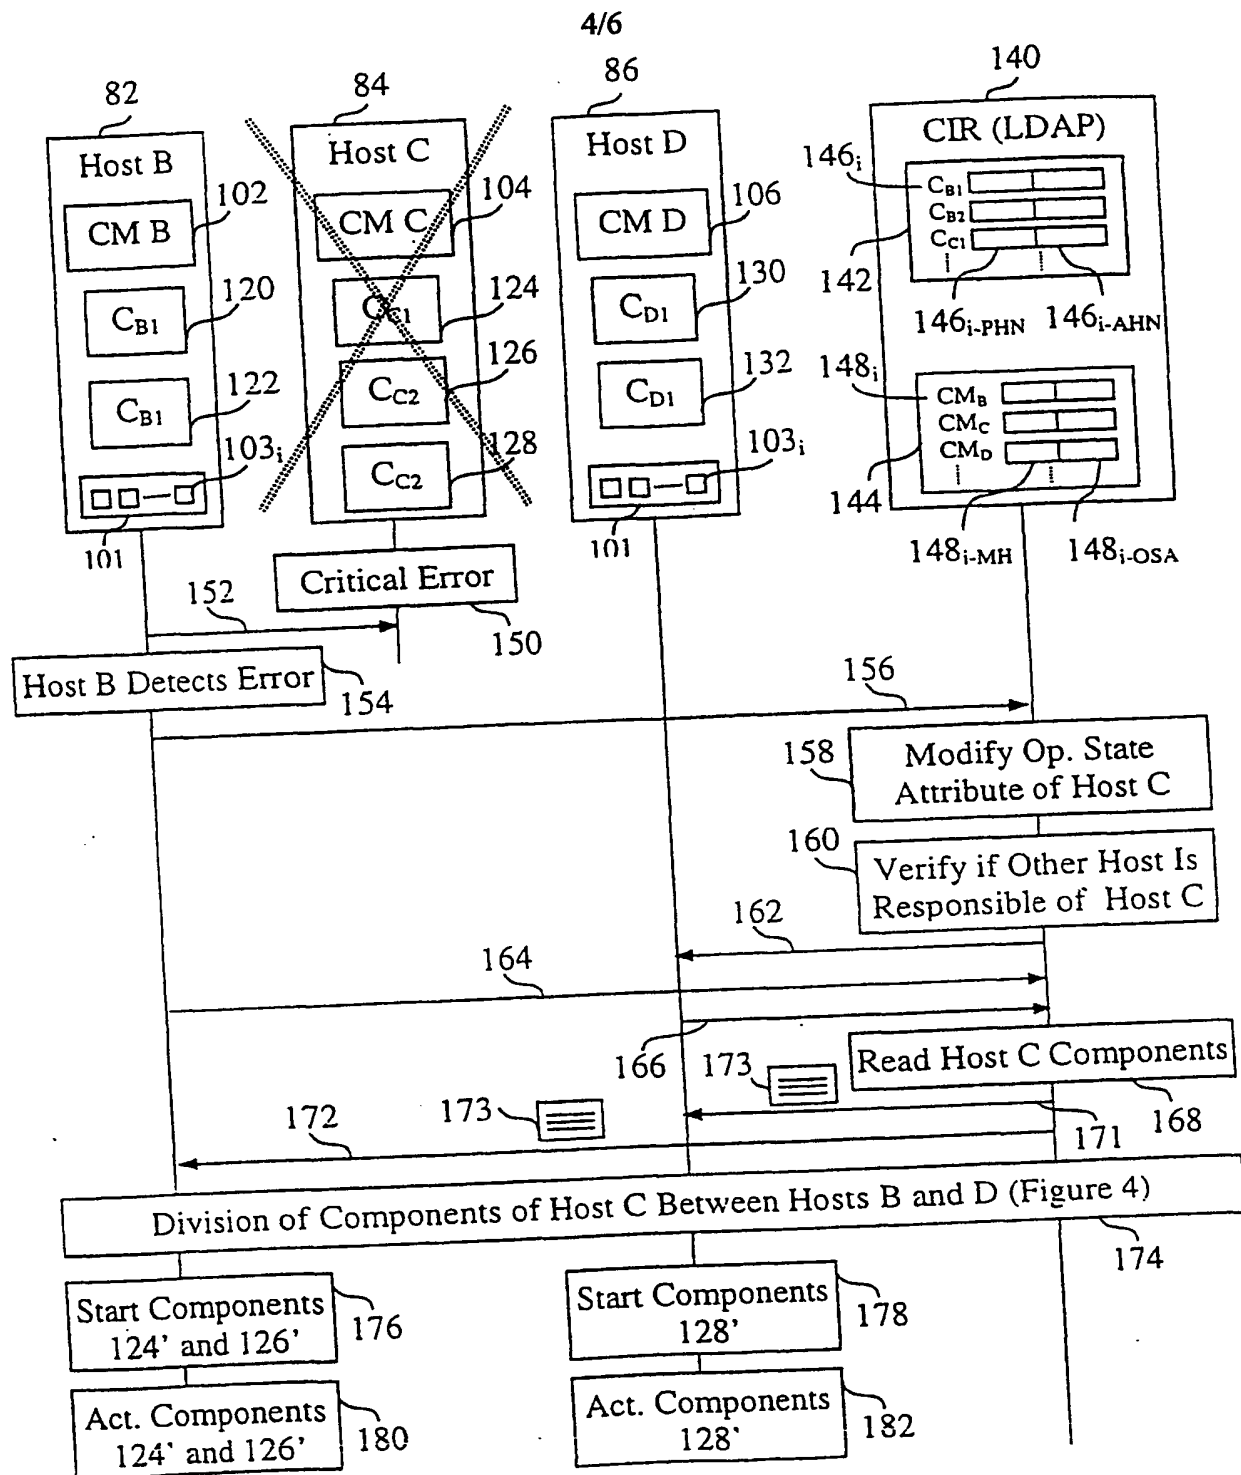 4/6
82
84
86
140
Host B
Host C
Host D
CIR (LDAP)
102
104
106
146i
CM B
CM C
CM D
CB1
CB2
CC1
142
120
124
130
CB1
CC1
CD1
146i-PHN
146i-AHN
122
126
132
148i
CB1
CC2
CD1
CMB
CMC
CMD
103i
128
103i
CC2
144
101
101
148i-MH
148i-OSA
Critical Error
152
150
Host B Detects Error
154
156
158
Modify Op. State
Attribute of Host C
160
Verify if Other Host Is
Responsible of Host C
162
164
166
173
Read Host C Components
172
173
171
168
Division of Components of Host C Between Hosts B and D (Figure 4)
174
Start Components
124' and 126'
176
Start Components
128'
178
Act. Components
124' and 126'
180
Act. Components
128'
182